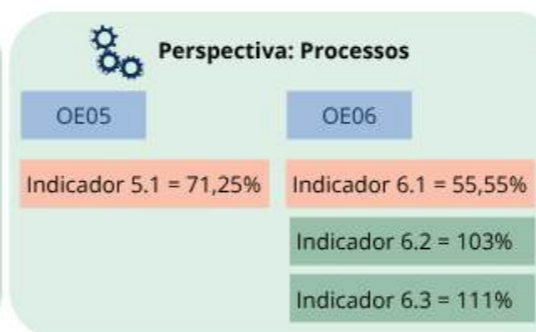 Perspectiva: Processos
OE05
OE06
Indicador 5.1 = 71,25%
Indicador 6.1 = 55,55%
Indicador 6.2 = 103%
Indicador 6.3 = 111%